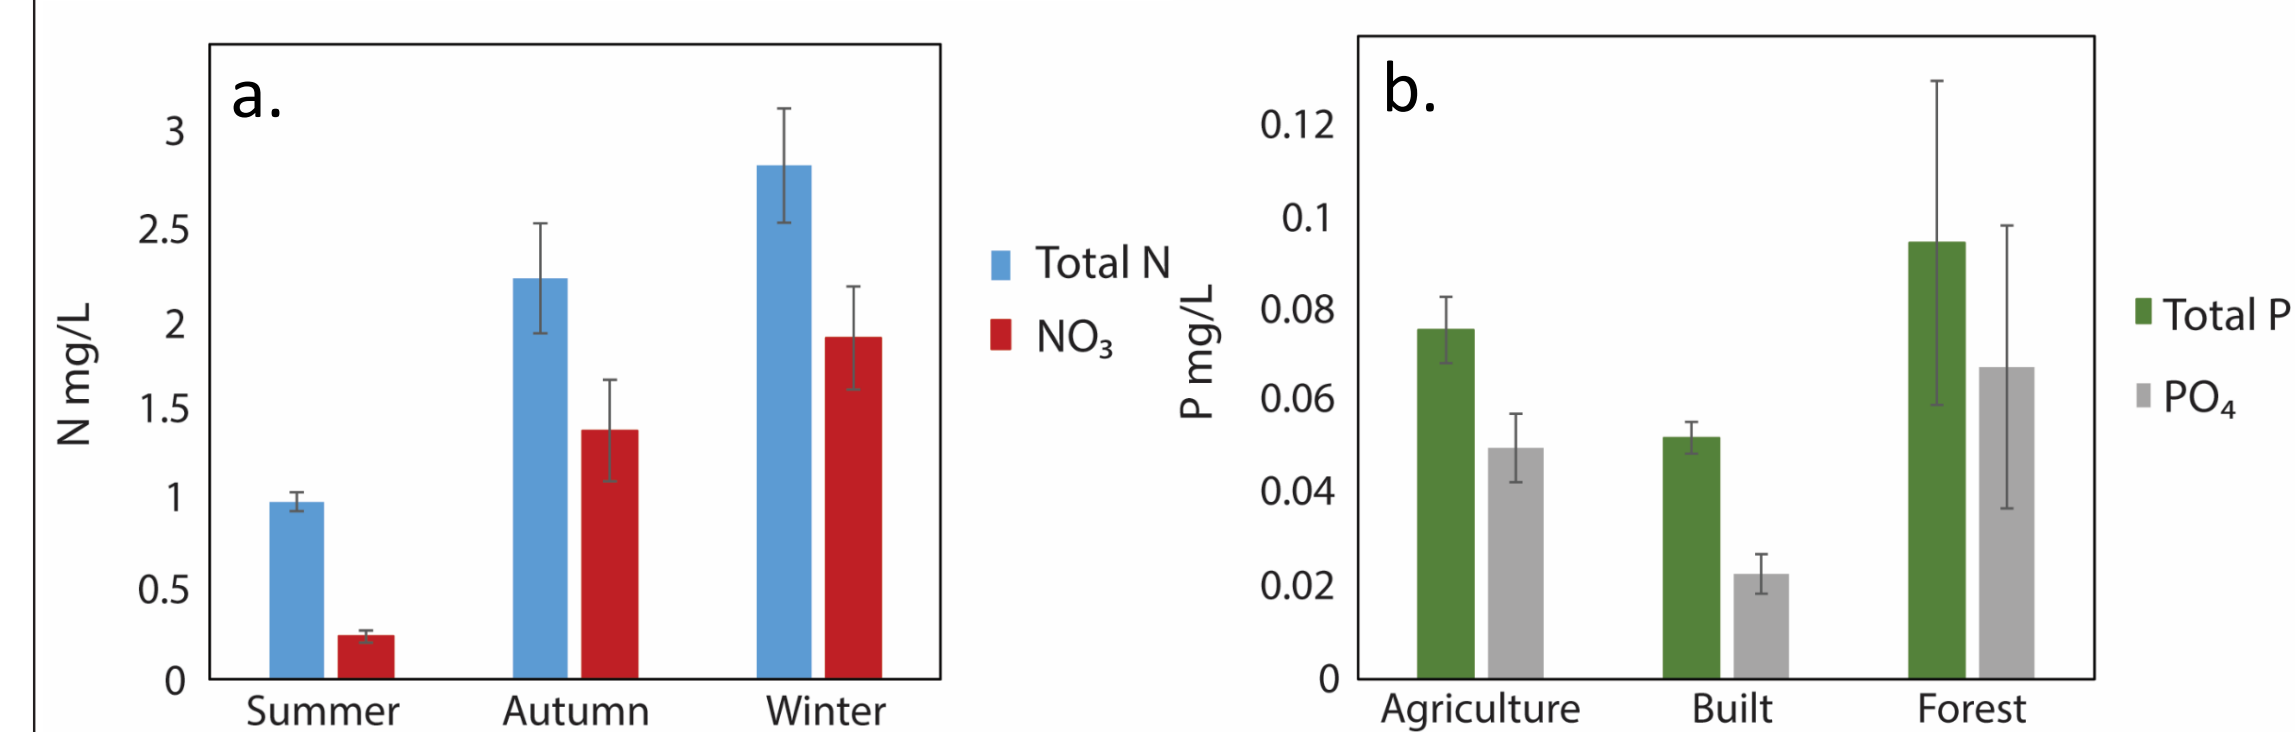 a.
3
2.5
2
1.5
1
0.5
0
N mg/L
Summer Autumn Winter
Total N
NO₃
b.
0.12
0.1
0.08
0.06
0.04
0.02
0
P mg/L
Agriculture Built Forest
Total P
PO₄